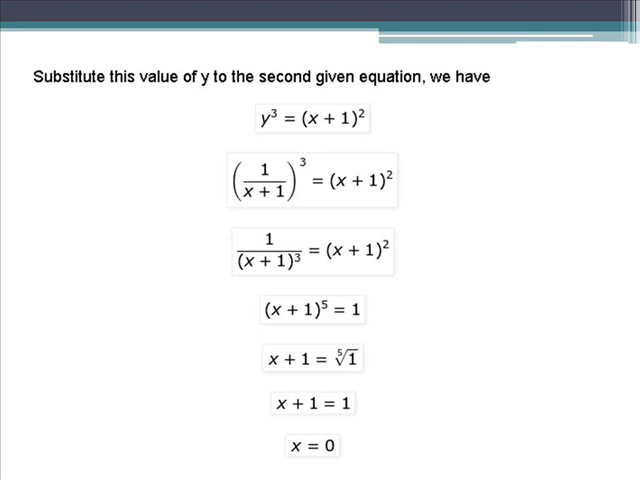 Substitute this value of y to the second given equation, we have
y³ = (x + 1)²
(1/(x + 1))³ = (x + 1)²
1/(x + 1)³ = (x + 1)²
(x + 1)⁵ = 1
x + 1 = ⁵√1
x + 1 = 1
x = 0